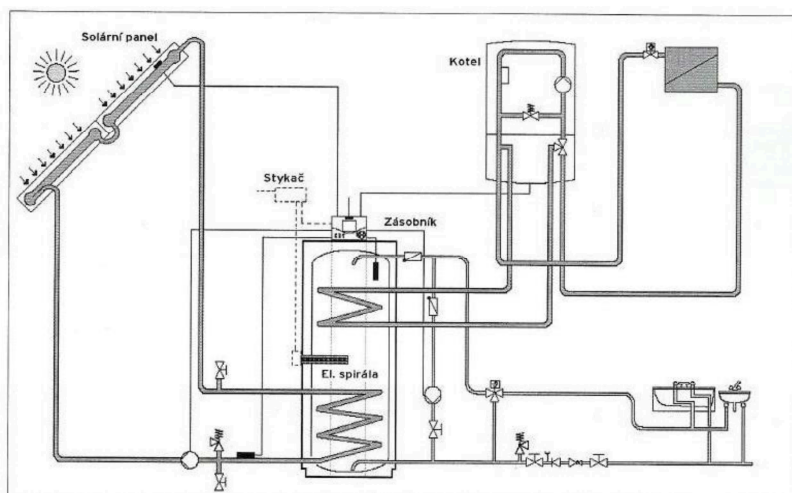 Solární panel
Kotel
Stykač
Zásobník
El. spirála